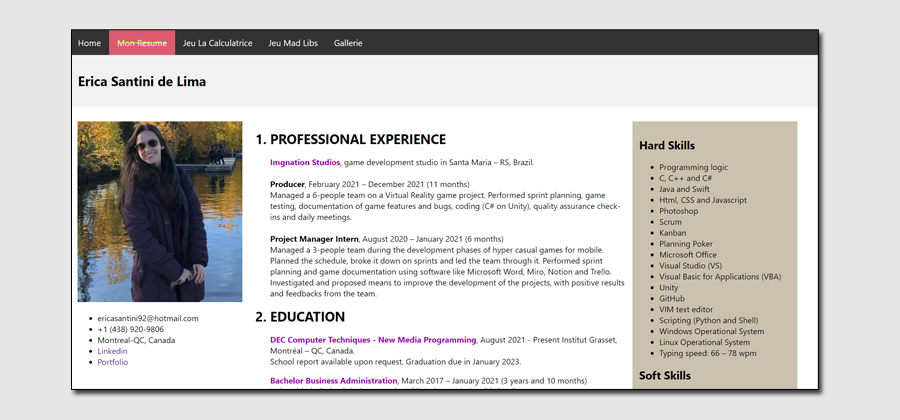 Home Mon Resume Jeu La Calculatrice Jeu Mad Libs Gallerie
Erica Santini de Lima
ericasantini92@hotmail.com
+1 (438) 920-9806
Montreal-QC, Canada
Linkedin
Portfolio
1. PROFESSIONAL EXPERIENCE
Imgnation Studios, game development studio in Santa Maria – RS, Brazil.
Producer, February 2021 – December 2021 (11 months)
Managed a 6-people team on a Virtual Reality game project. Performed sprint planning, game
testing, documentation of game features and bugs, coding (C# on Unity), quality assurance check-
ins and daily meetings.
Project Manager Intern, August 2020 – January 2021 (6 months)
Managed a 3-people team during the development phases of hyper casual games for mobile.
Planned the schedule, broke it down on sprints and led the team through it. Performed sprint
planning and game documentation using software like Microsoft Word, Miro, Notion and Trello.
Investigated and proposed means to improve the development of the projects, with positive results
and feedbacks from the team.
2. EDUCATION
DEC Computer Techniques - New Media Programming, August 2021 - Present Institut Grasset,
Montréal – QC, Canada.
School report available upon request. Graduation due in January 2023.
Bachelor Business Administration, March 2017 – January 2021 (3 years and 10 months)
Hard Skills
Programming logic
C, C++ and C#
Java and Swift
Html, CSS and Javascript
Photoshop
Scrum
Kanban
Planning Poker
Microsoft Office
Visual Studio (VS)
Visual Basic for Applications (VBA)
Unity
GitHub
VIM text editor
Scripting (Python and Shell)
Windows Operational System
Linux Operational System
Typing speed: 66 – 78 wpm
Soft Skills